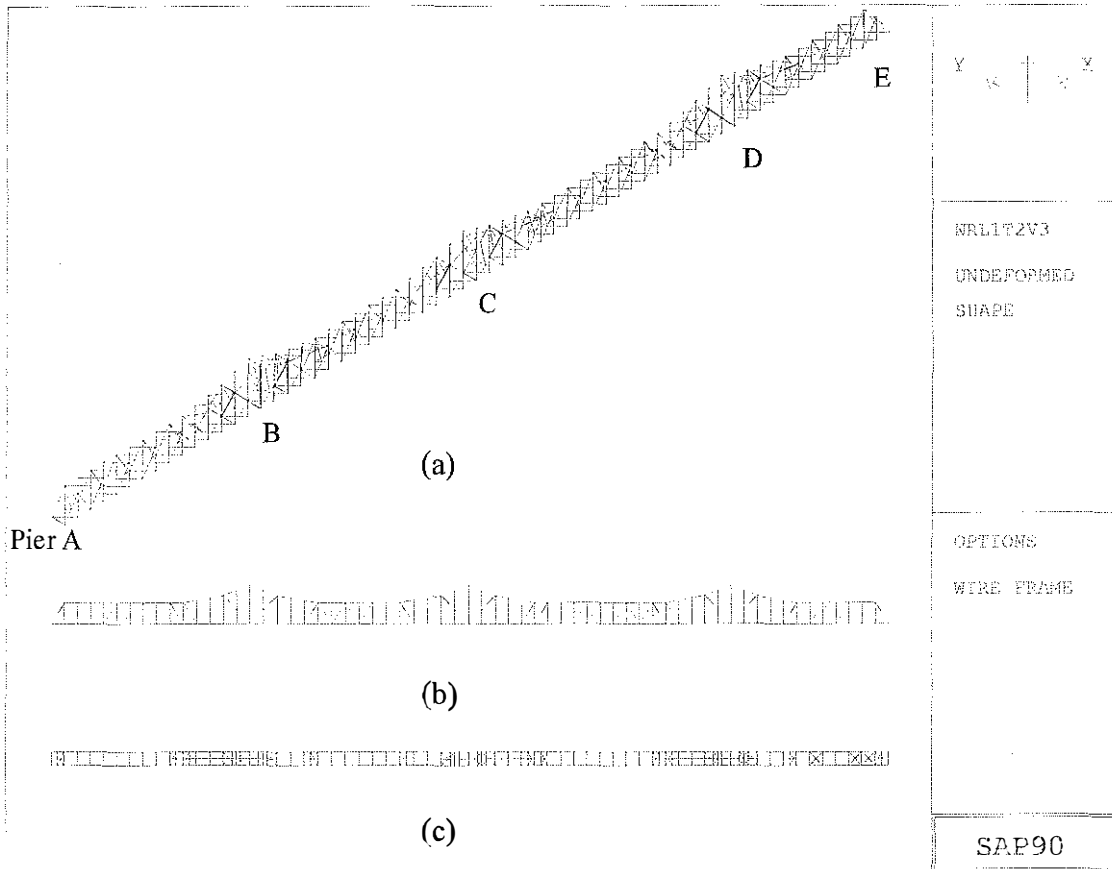 E
Y X
D
NRL1T2V3
UNDEFORMED
SHAPE
C
B
(a)
Pier A
OPTIONS
WIRE FRAME
(b)
(c)
SAP90